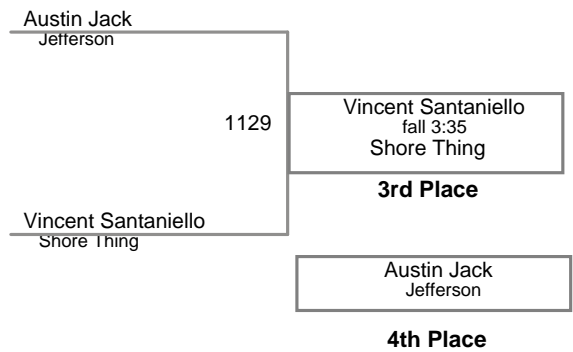 Austin Jack
Jefferson
1129
Vincent Santaniello
fall 3:35
Shore Thing
3rd Place
Vincent Santaniello
Shore Thing
Austin Jack
Jefferson
4th Place